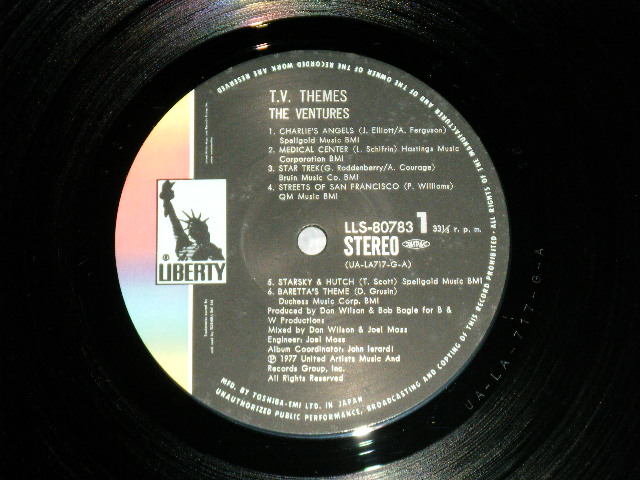 T.V. THEMES
THE VENTURES
1. CHARLIE'S ANGELS (J. Elliott/A. Ferguson)
Spellgold Music BMI
2. MEDICAL CENTER (L. Schifrin) Hastings Music
Corporation BMI
3. STAR TREK(G. Roddenberry/A. Courage)
Bruin Music Co. BMI
4. STREETS OF SAN FRANCISCO (P. Williams)
QM Music BMI
LLS-80783 1 33⅓ r. p. m.
STEREO
(UA-LA717-G-A)
® LIBERTY
5. STARSKY & HUTCH (T. Scott) Spellgold Music BMI
6. BARETTA'S THEME (D. Grusin)
Duchess Music Corp. BMI
Produced by Don Wilson & Bob Bogle for B &
W Productions
Mixed by Don Wilson & Joel Moss
Engineer: Joel Moss
Album Coordinator: John Ierardi
℗ 1977 United Artists Music And
Records Group, Inc.
All Rights Reserved
MFD. BY TOSHIBA-EMI LTD. IN JAPAN
ALL RIGHTS OF THE MANUFACTURER AND OF THE OWNER OF THE RECORDED WORK ARE RESERVED
UNAUTHORIZED PUBLIC PERFORMANCE, BROADCASTING AND COPYING OF THIS RECORD PROHIBITED
UA-LA-717-G-A